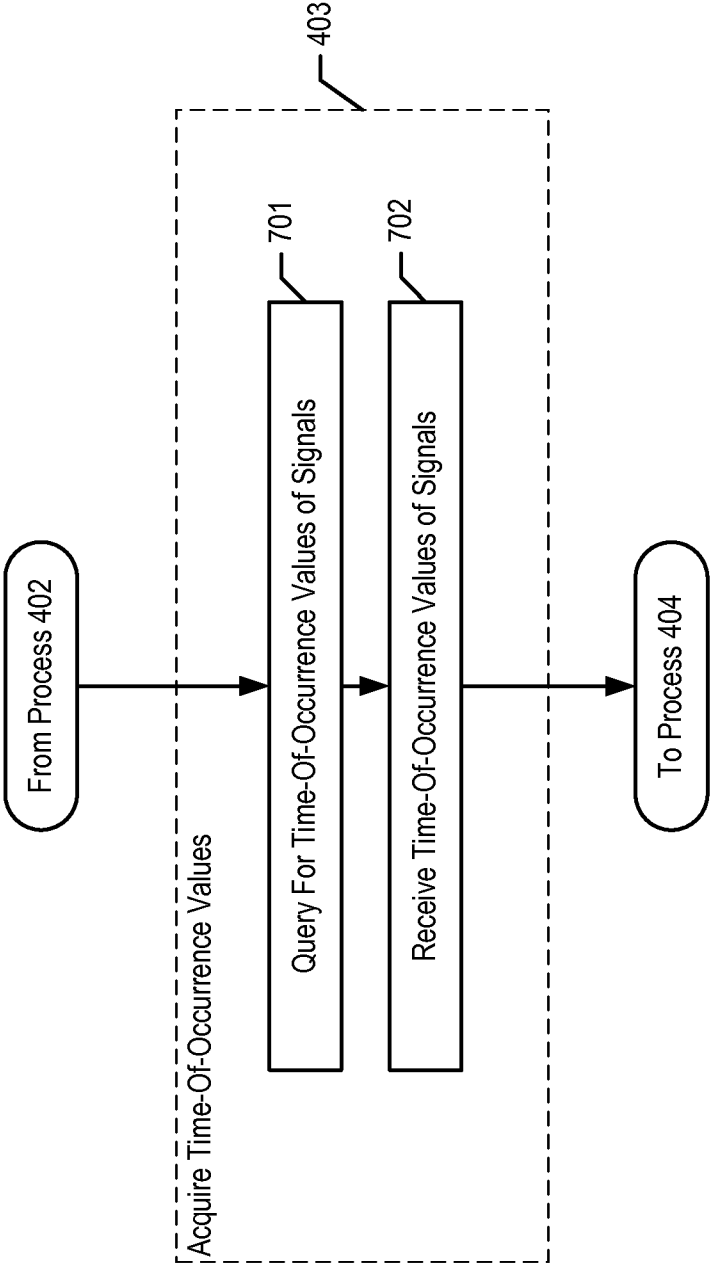 From Process 402
403
Acquire Time-Of-Occurrence Values
701
Query For Time-Of-Occurrence Values of Signals
702
Receive Time-Of-Occurrence Values of Signals
To Process 404